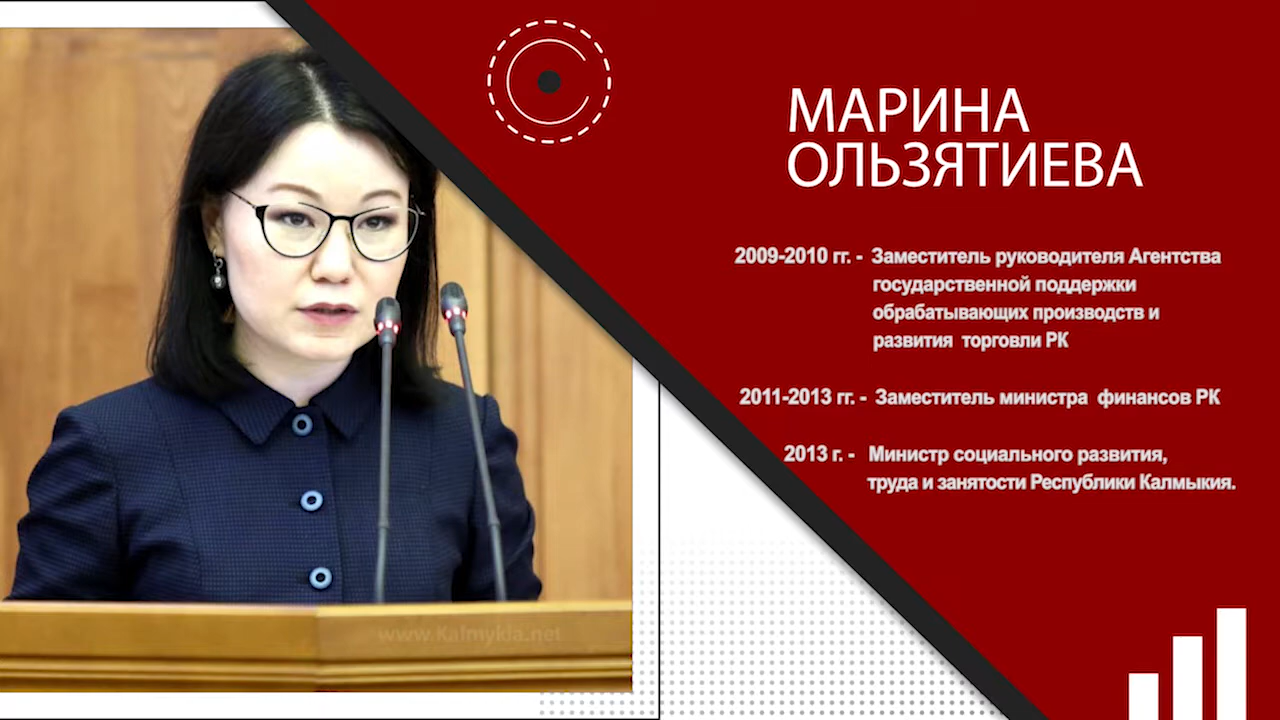 МАРИНА
ОЛЬЗЯТИЕВА
2009-2010 гг. - Заместитель руководителя Агентства
государственной поддержки
обрабатывающих производств и
развития торговли РК
2011-2013 гг. - Заместитель министра финансов РК
2013 г. - Министр социального развития,
труда и занятости Республики Калмыкия.
www.Kalmykia.net